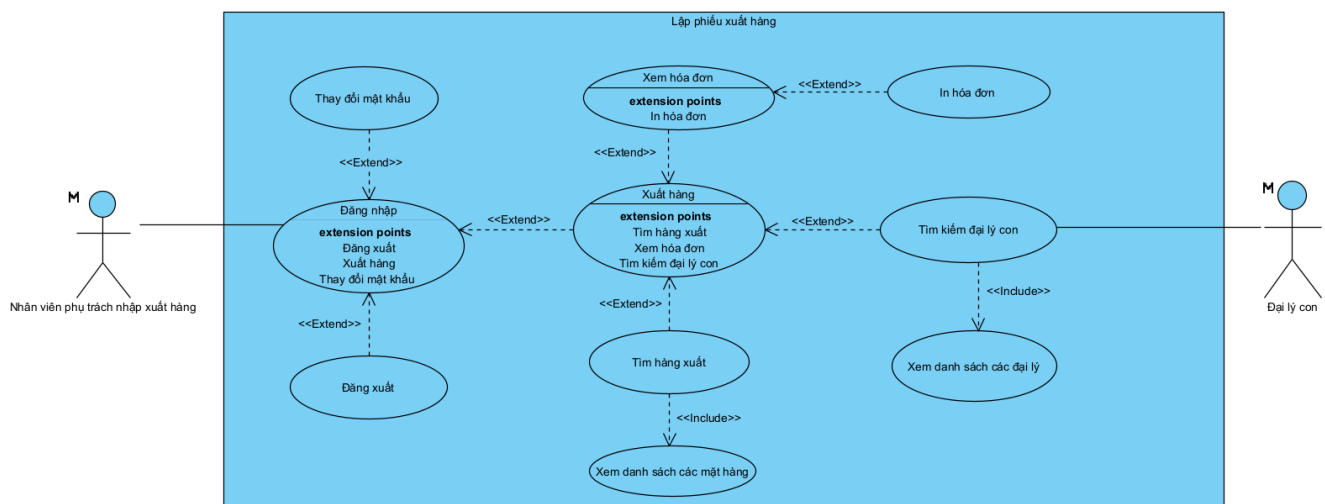 Lập phiếu xuất hàng
Thay đổi mật khẩu
<<Extend>>
Xem hóa đơn
extension points
In hóa đơn
<<Extend>>
In hóa đơn
<<Extend>>
M
Nhân viên phụ trách nhập xuất hàng
Đăng nhập
extension points
Đăng xuất
Xuất hàng
Thay đổi mật khẩu
<<Extend>>
Xuất hàng
extension points
Tìm hàng xuất
Xem hóa đơn
Tìm kiếm đại lý con
<<Extend>>
Tìm kiếm đại lý con
M
Đại lý con
<<Extend>>
<<Extend>>
<<Include>>
Đăng xuất
Tìm hàng xuất
Xem danh sách các đại lý
<<Include>>
Xem danh sách các mặt hàng